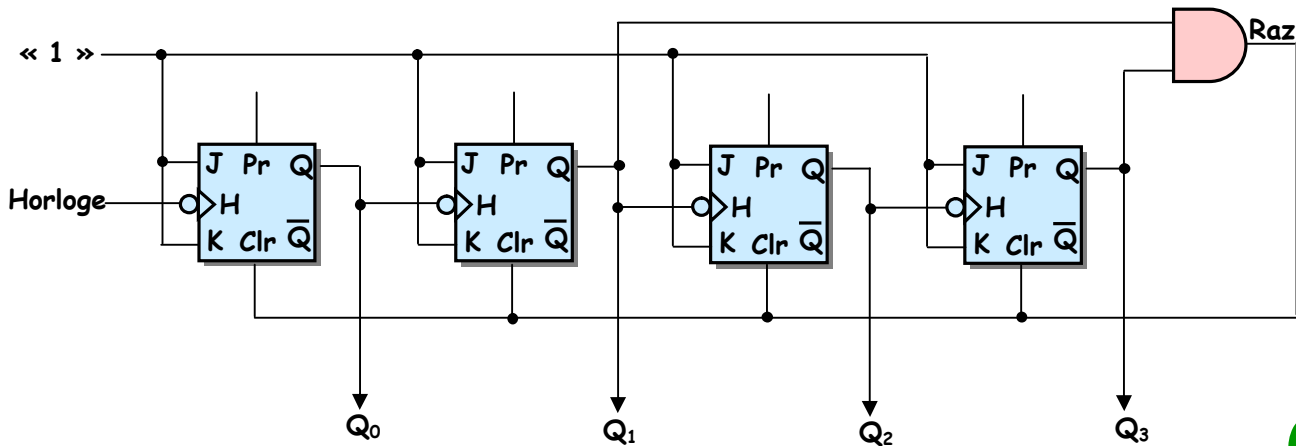 Raz
« 1 »
J Pr Q J Pr Q J Pr Q J Pr Q
Horloge H H H H
K Clr Q̅ K Clr Q̅ K Clr Q̅ K Clr Q̅
Q₀ Q₁ Q₂ Q₃